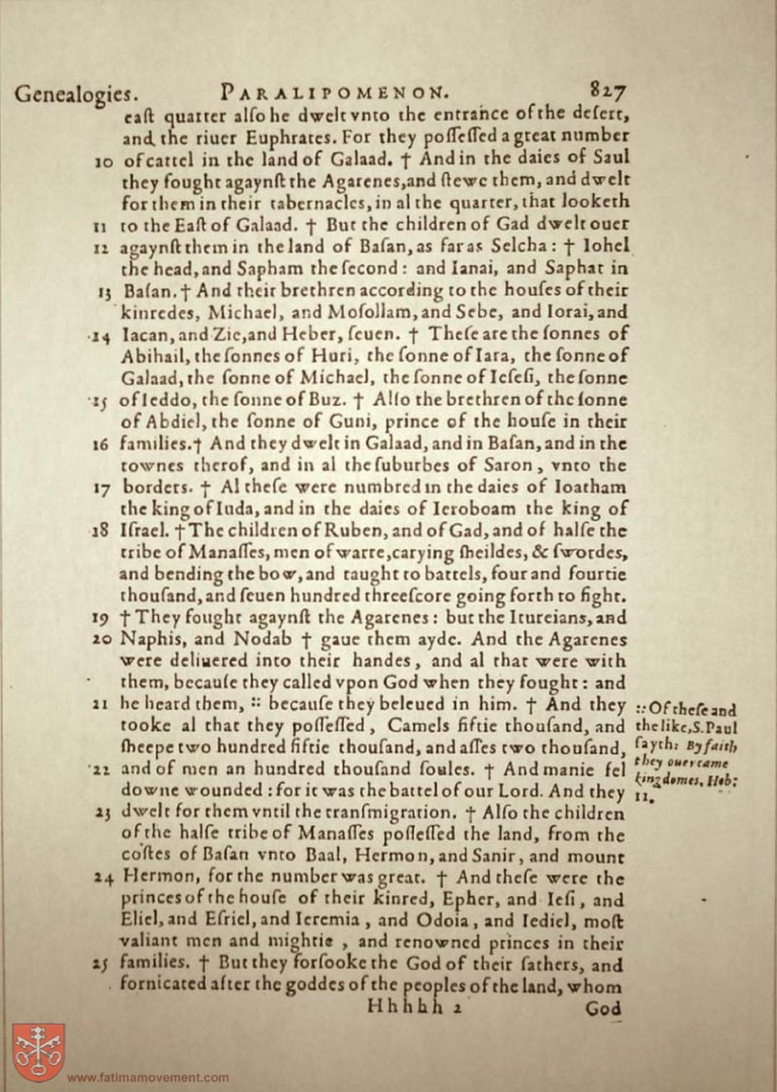 Genealogies. PARALIPOMENON. 827
eaſt quarter alſo he dwelt vnto the entrance of the deſert,
and the riuer Euphrates. For they poſſeſſed a great number
10 of cattel in the land of Galaad. † And in the daies of Saul
they fought agaynſt the Agarenes, and ſlewe them, and dwelt
for them in their tabernacles, in al the quarter, that looketh
11 to the Eaſt of Galaad. † But the children of Gad dwelt ouer
12 agaynſt them in the land of Baſan, as far as Selcha: † Iohel
the head, and Sapham the ſecond: and Ianai, and Saphat in
13 Baſan. † And their brethren according to the houſes of their
kinredes, Michael, and Moſollam, and Sebe, and Iorai, and
14 Iacan, and Zie, and Heber, ſeuen. † Theſe are the ſonnes of
Abihail, the ſonnes of Huri, the ſonne of Iara, the ſonne of
Galaad, the ſonne of Michael, the ſonne of Ieſeſi, the ſonne
15 of Ieddo, the ſonne of Buz. † Alſo the brethren of the ſonne
of Abdiel, the ſonne of Guni, prince of the houſe in their
16 families. † And they dwelt in Galaad, and in Baſan, and in the
townes therof, and in al the ſuburbes of Saron, vnto the
17 borders. † Al theſe were numbred in the daies of Ioatham
the king of Iuda, and in the daies of Ieroboam the king of
18 Iſrael. † The children of Ruben, and of Gad, and of halfe the
tribe of Manaſſes, men of warre, carying ſheildes, & ſwordes,
and bending the bow, and taught to battels, four and fourtie
thouſand, and ſeuen hundred threeſcore going forth to fight.
19 † They fought agaynſt the Agarenes: but the Itureians, and
20 Naphis, and Nodab † gaue them ayde. And the Agarenes
were deliuered into their handes, and al that were with
them, becauſe they called vpon God when they fought: and
21 he heard them, :: becauſe they beleued in him. † And they
tooke al that they poſſeſſed, Camels fiftie thouſand, and
ſheepe two hundred fiftie thouſand, and aſſes two thouſand,
22 and of men an hundred thouſand ſoules. † And manie fel
downe wounded: for it was the battel of our Lord. And they
23 dwelt for them vntil the tranſmigration. † Alſo the children
of the halfe tribe of Manaſſes poſſeſſed the land, from the
coſtes of Baſan vnto Baal, Hermon, and Sanir, and mount
24 Hermon, for the number was great. † And theſe were the
princes of the houſe of their kinred, Epher, and Ieſi, and
Eliel, and Eſriel, and Ieremia, and Odoia, and Iediel, moſt
valiant men and mightie, and renowned princes in their
25 families. † But they forſooke the God of their fathers, and
fornicated after the goddes of the peoples of the land, whom
Hhhhh 2 God
:: Of theſe and
the like, S. Paul
ſayth: By faith
they ouercame
kingdomes, Heb:
11.
www.fatimamovement.com